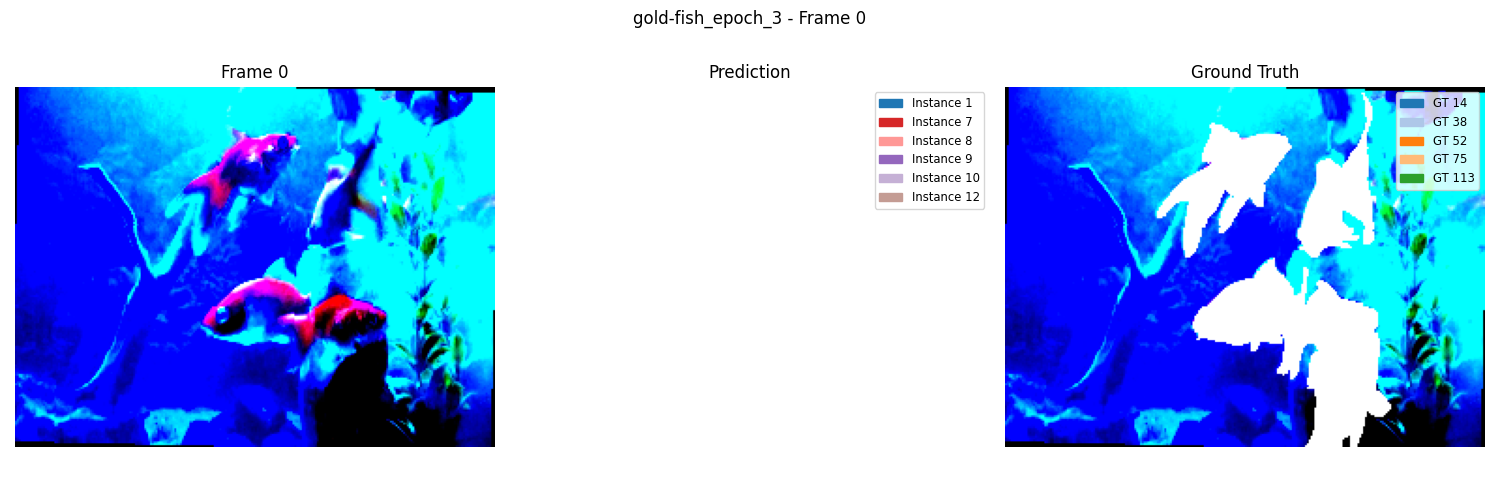 gold-fish_epoch_3 - Frame 0
Frame 0
Prediction
Instance 1
Instance 7
Instance 8
Instance 9
Instance 10
Instance 12
Ground Truth
GT 14
GT 38
GT 52
GT 75
GT 113